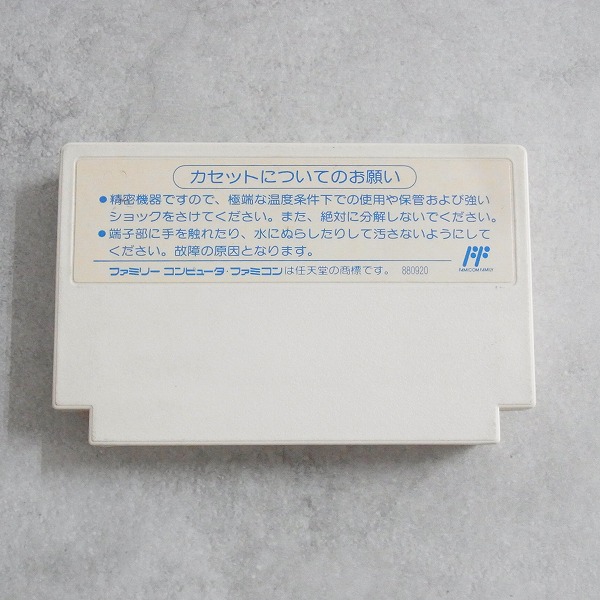 カセットについてのお願い
●精密機器ですので、極端な温度条件下での使用や保管および強い
ショックをさけてください。また、絶対に分解しないでください。
●端子部に手を触れたり、水にぬらしたりして汚さないようにして
ください。故障の原因となります。
ファミリーコンピュータ・ファミコンは任天堂の商標です。 880920
FF
FAMICOM FAMILY